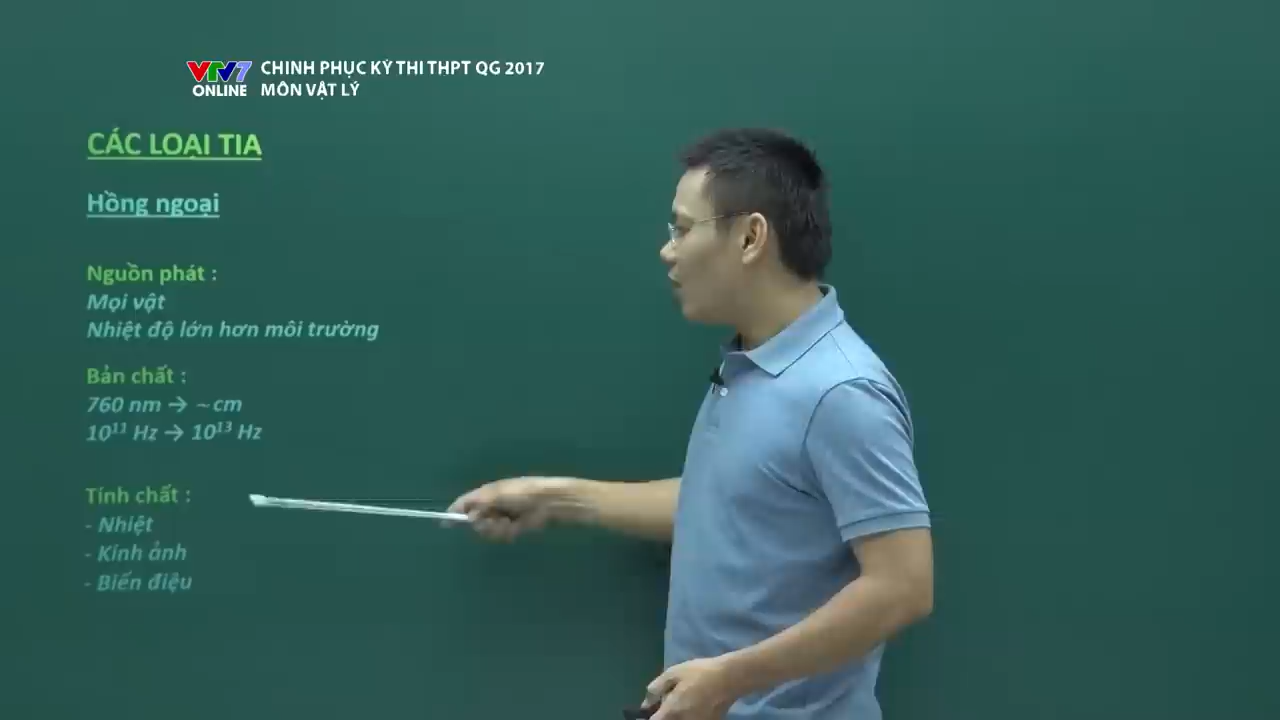 VTV7
ONLINE
CHINH PHỤC KỲ THI THPT QG 2017
MÔN VẬT LÝ
CÁC LOẠI TIA
Hồng ngoại
Nguồn phát :
Mọi vật
Nhiệt độ lớn hơn môi trường
Bản chất :
760 nm → ~cm
10¹¹ Hz → 10¹³ Hz
Tính chất :
- Nhiệt
- Kính ảnh
- Biến điệu